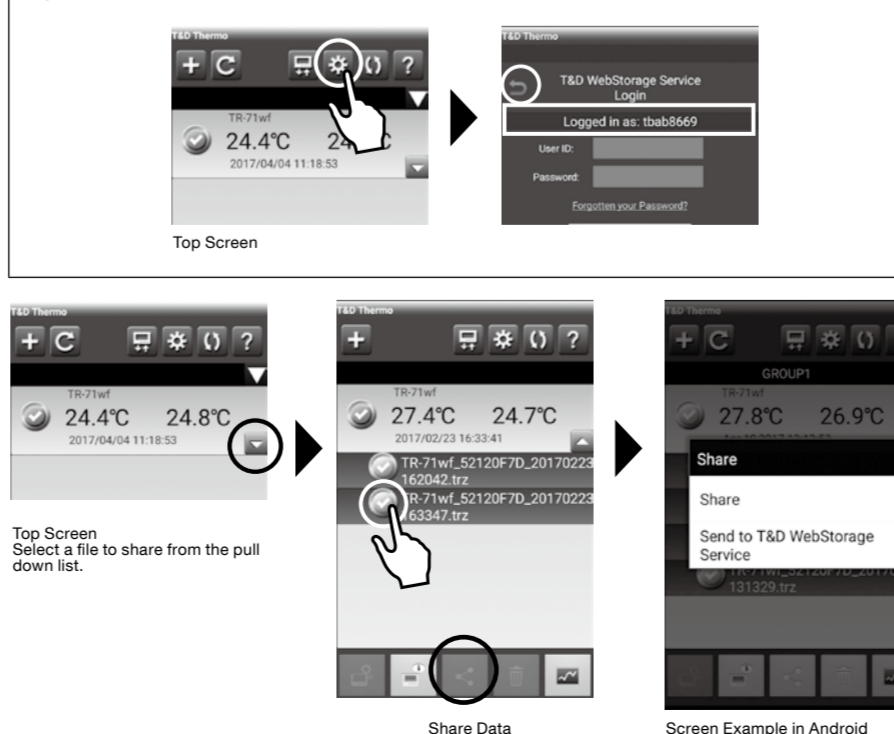 T&D Thermo
?
TR-71wf
24.4℃
2017/04/04 11:18:53
Top Screen
T&D Thermo
T&D WebStorage Service
Login
Logged in as: tbab8669
User ID:
Password:
Forgotten your Password?
T&D Thermo
?
TR-71wf
24.4℃ 24.8℃
2017/04/04 11:18:53
Top Screen
Select a file to share from the pull
down list.
T&D Thermo
?
TR-71wf
27.4℃ 24.7℃
2017/02/23 16:33:41
TR-71wf_52120F7D_20170223
162042.trz
TR-71wf_52120F7D_20170223
163347.trz
Share Data
T&D Thermo
GROUP1
TR-71wf
27.8℃ 26.9℃
Share
Share
Send to T&D WebStorage
Service
131329.trz
Screen Example in Android